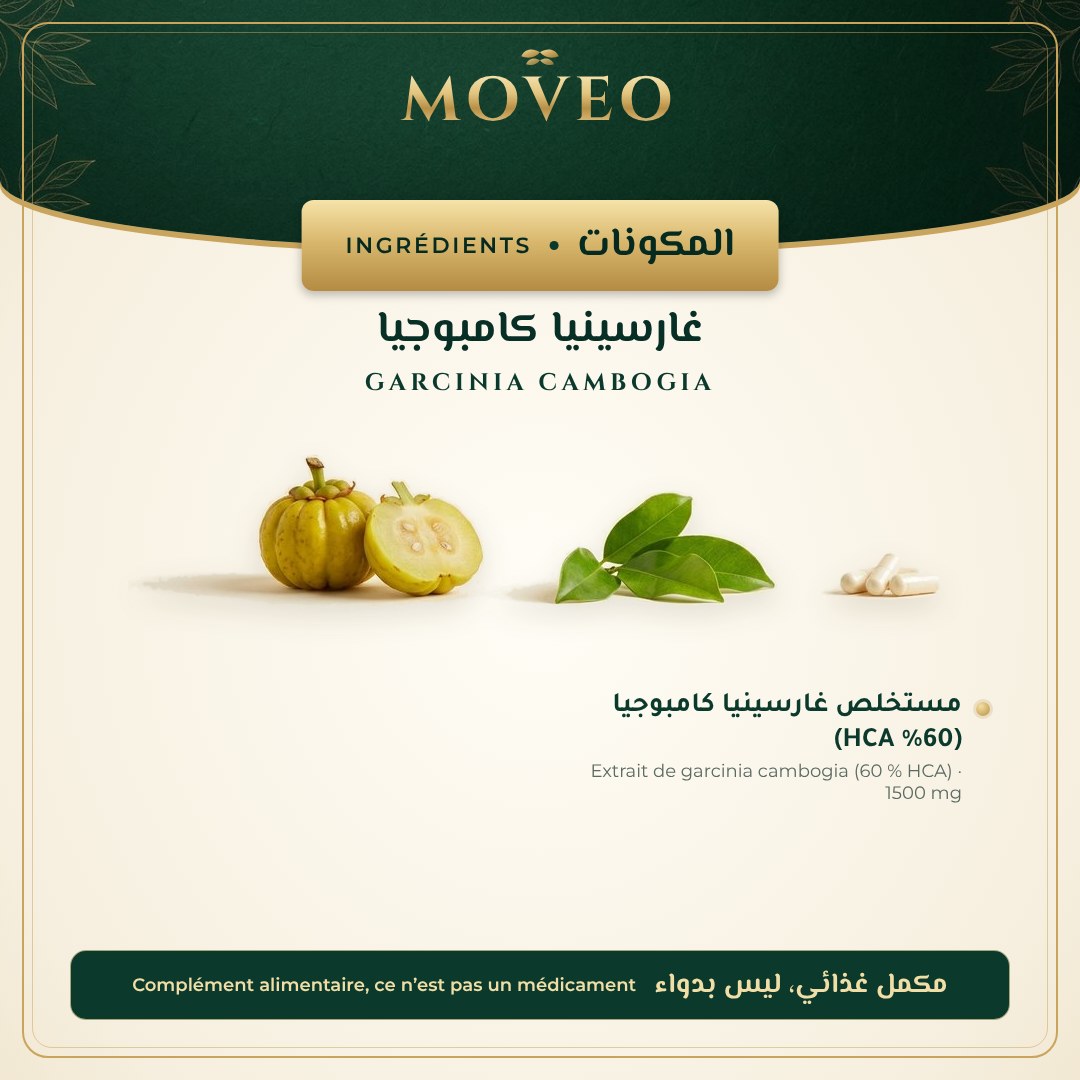 MOVEO
INGRÉDIENTS • المكونات
غارسينيا كامبوجيا
GARCINIA CAMBOGIA
مستخلص غارسينيا كامبوجيا
(60% HCA)
Extrait de garcinia cambogia (60 % HCA) ·
1500 mg
Complément alimentaire, ce n’est pas un médicament مكمل غذائي، ليس بدواء